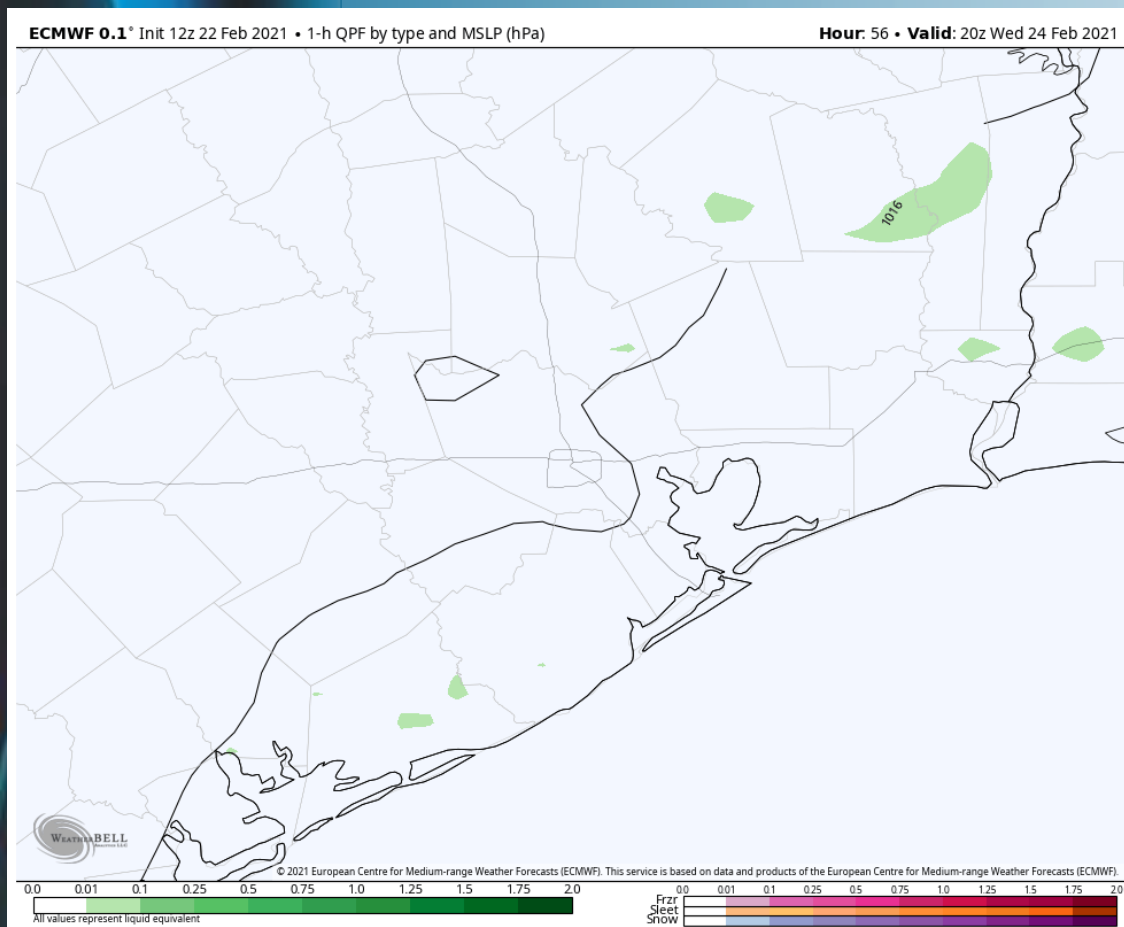 ECMWF 0.1° Init 12z 22 Feb 2021 • 1-h QPF by type and MSLP (hPa)
Hour: 56 • Valid: 20z Wed 24 Feb 2021
1016
WEATHERBELL
© 2021 European Centre for Medium-range Weather Forecasts (ECMWF). This service is based on data and products of the European Centre for Medium-range Weather Forecasts (ECMWF).
0.0 0.01 0.1 0.25 0.5 0.75 1.0 1.25 1.5 1.75 2.0
All values represent liquid equivalent
0.0 0.01 0.1 0.25 0.5 0.75 1.0 1.25 1.5 1.75 2.0
Frzr
Sleet
Snow